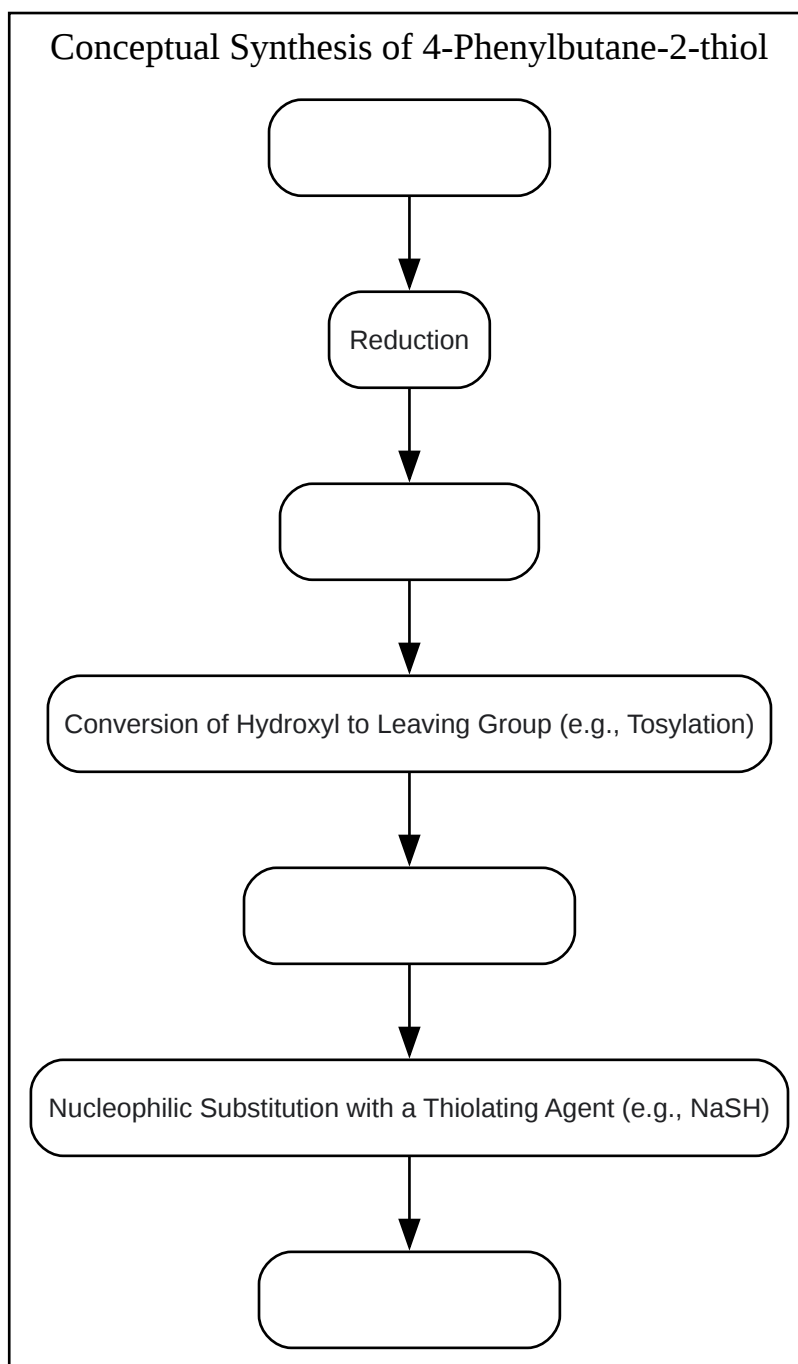 Conceptual Synthesis of 4-Phenylbutane-2-thiol
Reduction
Conversion of Hydroxyl to Leaving Group (e.g., Tosylation)
Nucleophilic Substitution with a Thiolating Agent (e.g., NaSH)